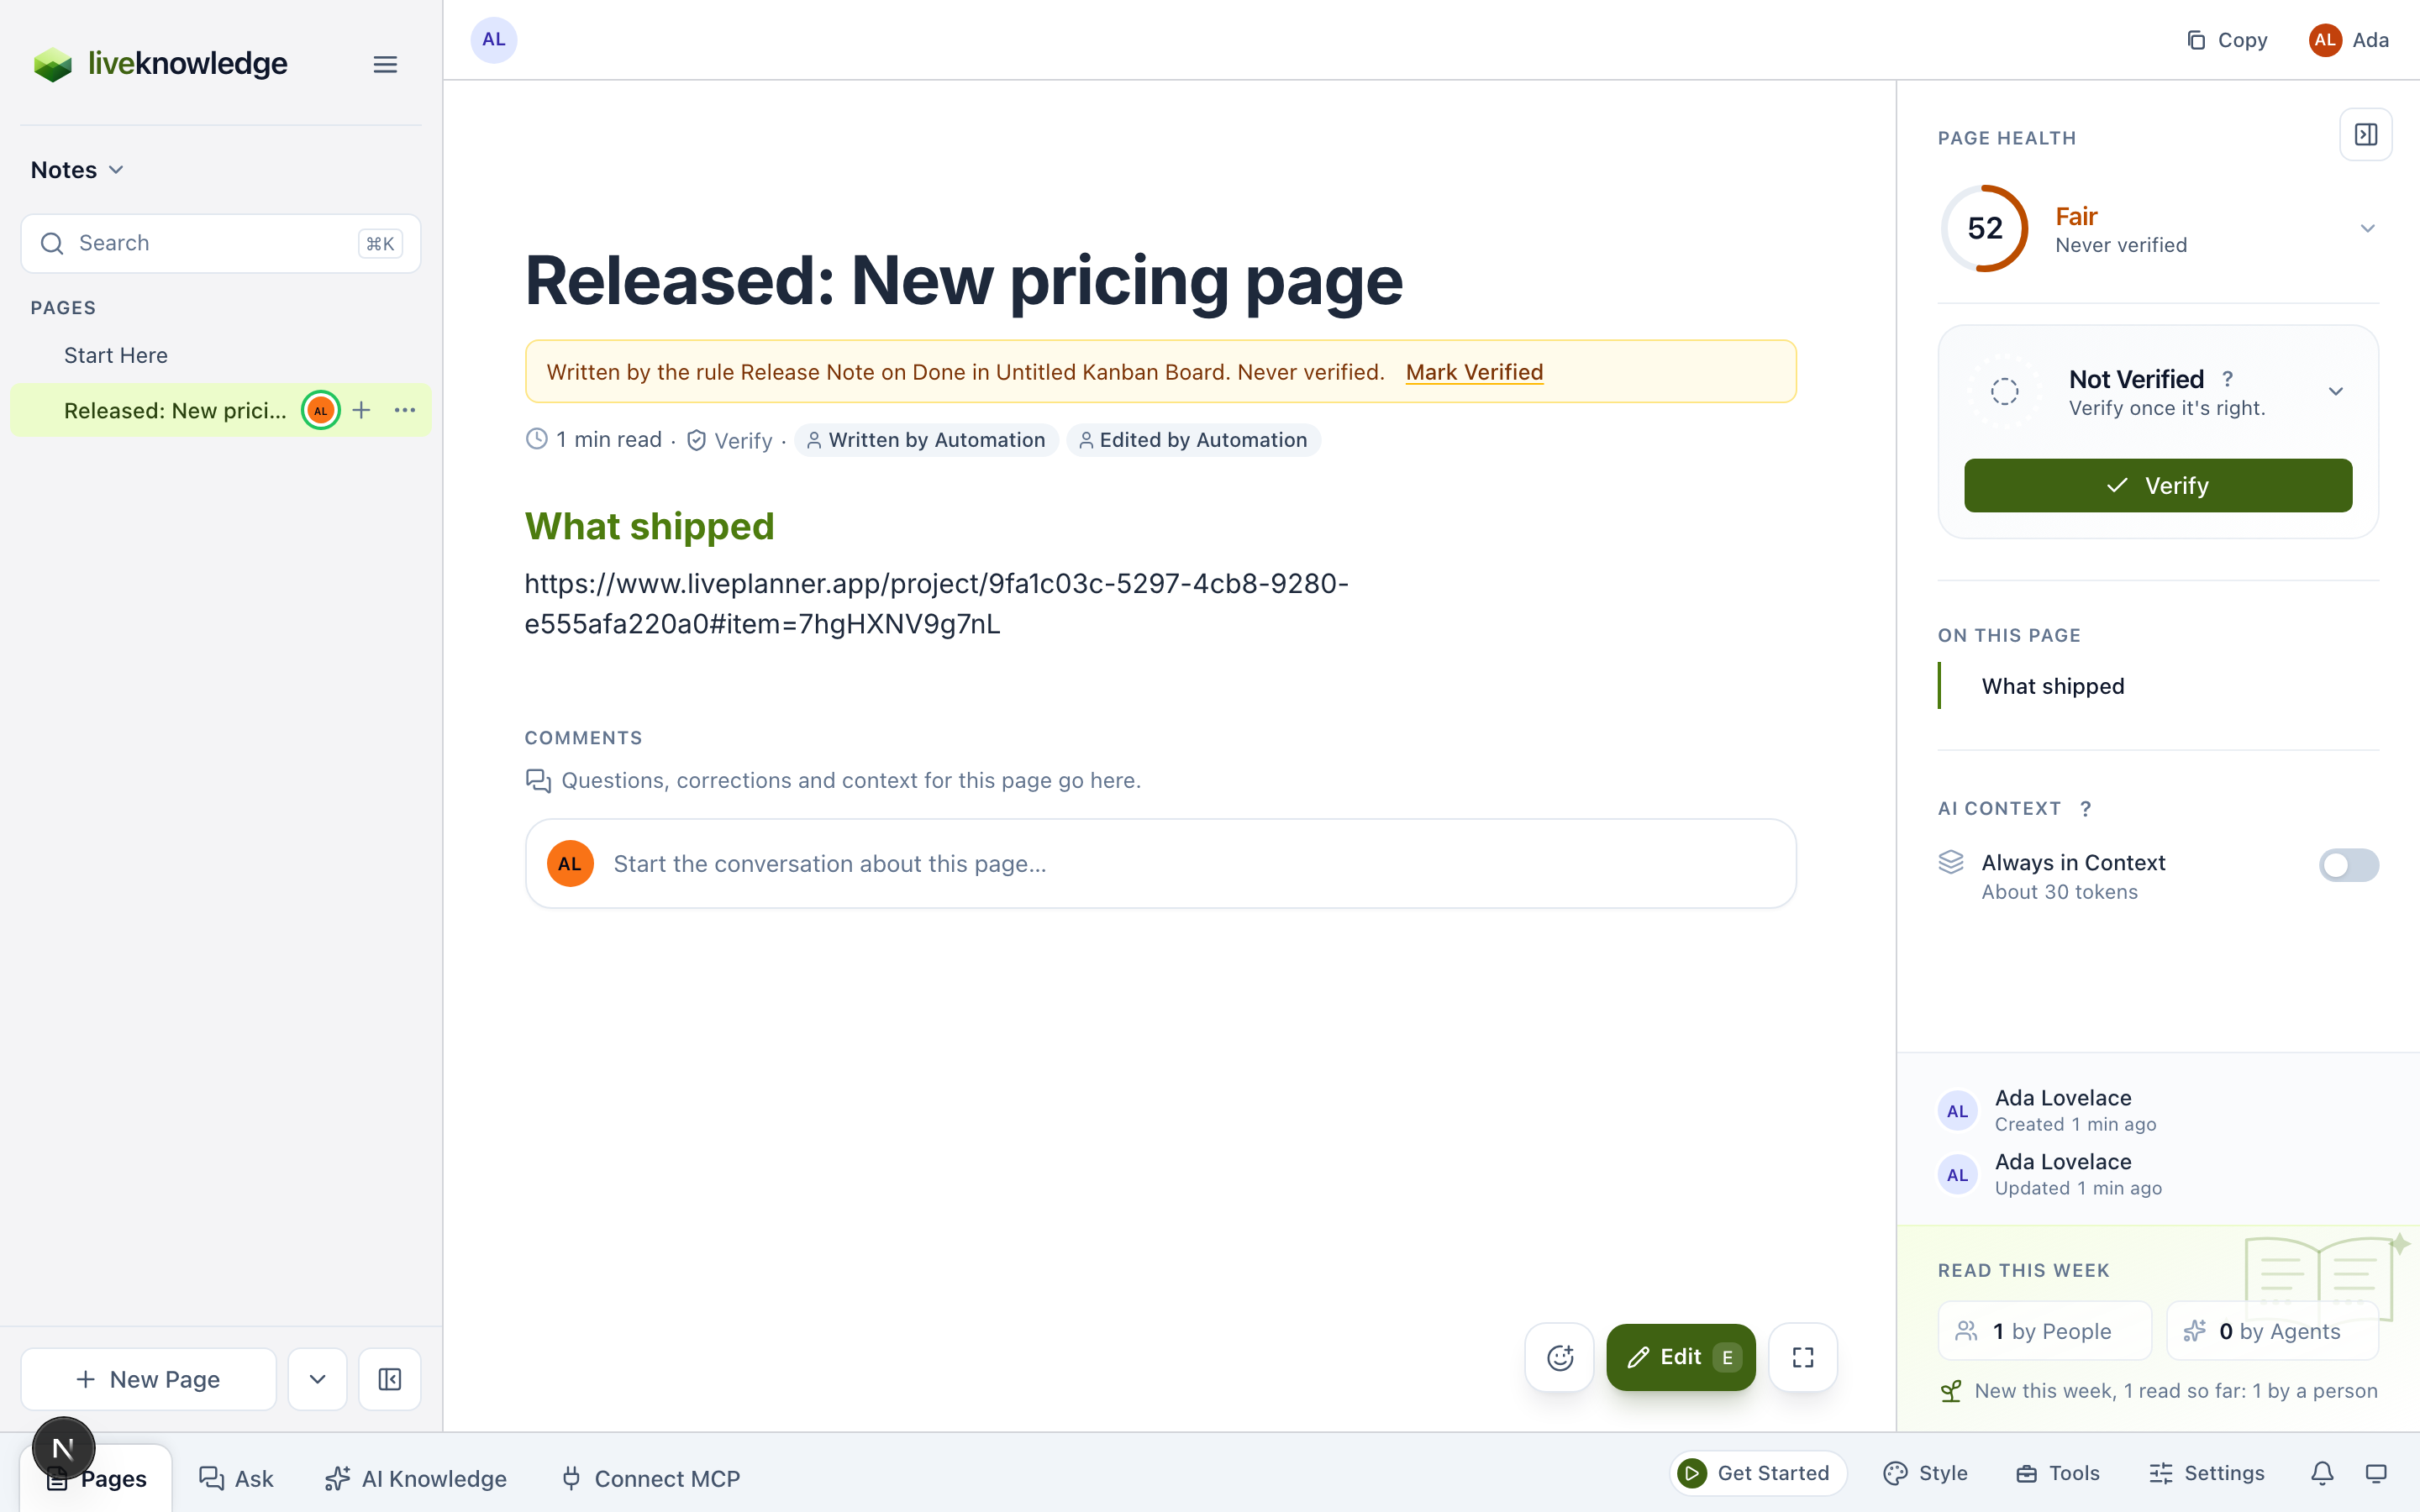 liveknowledge
Notes
Search
⌘K
PAGES
Start Here
Released: New prici...
AL
New Page
AL
Copy
AL
Ada
Released: New pricing page
Written by the rule Release Note on Done in Untitled Kanban Board. Never verified. Mark Verified
1 min read · Verify · Written by Automation Edited by Automation
What shipped
https://www.liveplanner.app/project/9fa1c03c-5297-4cb8-9280-
e555afa220a0#item=7hgHXNV9g7nL
COMMENTS
Questions, corrections and context for this page go here.
AL
Start the conversation about this page...
Edit E
PAGE HEALTH
52
Fair
Never verified
Not Verified ?
Verify once it's right.
Verify
ON THIS PAGE
What shipped
AI CONTEXT ?
Always in Context
About 30 tokens
AL
Ada Lovelace
Created 1 min ago
AL
Ada Lovelace
Updated 1 min ago
READ THIS WEEK
1 by People
0 by Agents
New this week, 1 read so far: 1 by a person
N
Pages
Ask
AI Knowledge
Connect MCP
Get Started
Style
Tools
Settings